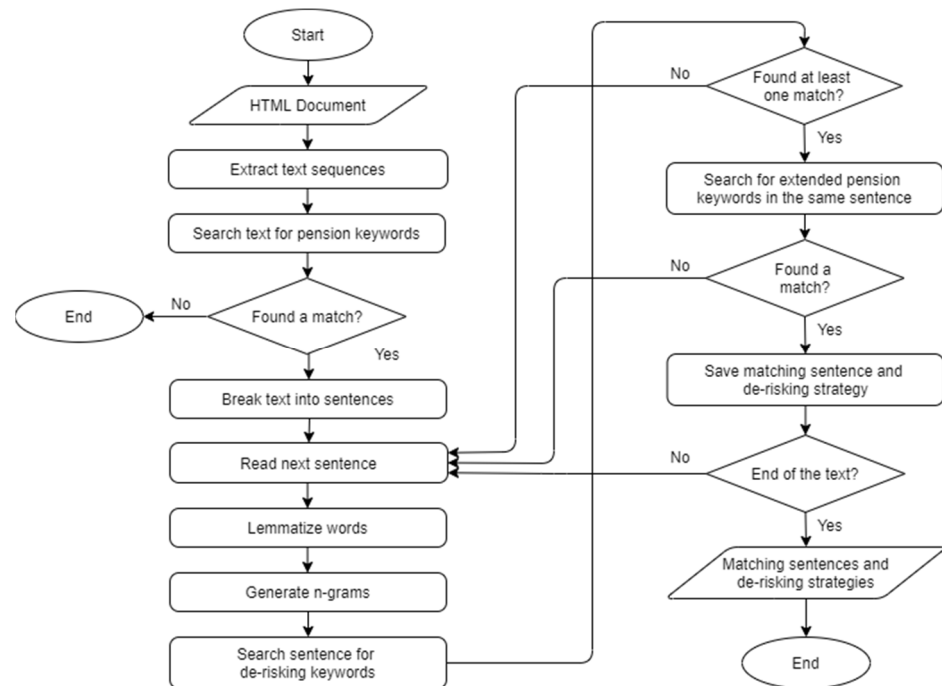 Start
HTML Document
Extract text sequences
Search text for pension keywords
Found a match?
No
End
Yes
Break text into sentences
Read next sentence
Lemmatize words
Generate n-grams
Search sentence for
de-risking keywords
Found at least
one match?
No
Yes
Search for extended pension
keywords in the same sentence
Found a
match?
No
Yes
Save matching sentence and
de-risking strategy
End of the text?
No
Yes
Matching sentences and
de-risking strategies
End